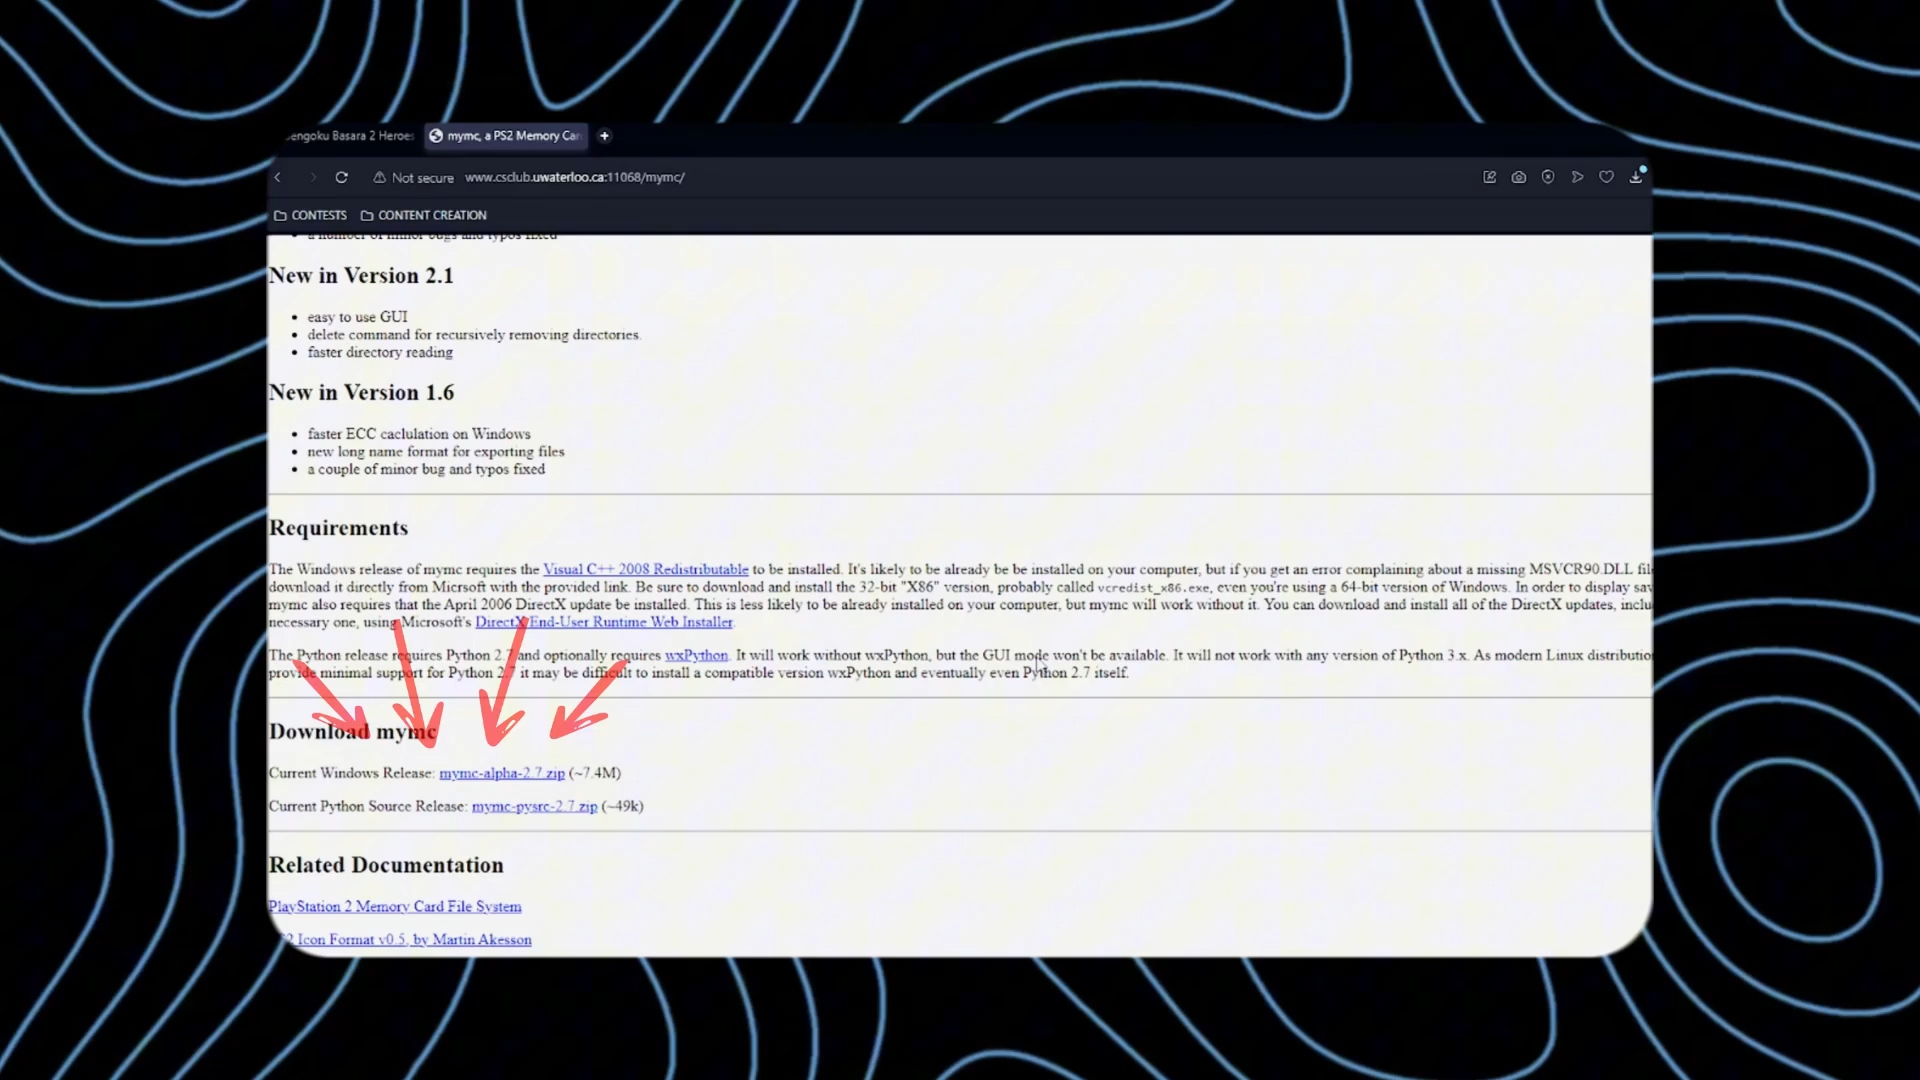 engoku Basara 2 Heroes
mymc, a PS2 Memory Car
Not secure www.csclub.uwaterloo.ca:11068/mymc/
CONTESTS CONTENT CREATION
a number of minor bugs and typos fixed
New in Version 2.1
easy to use GUI
delete command for recursively removing directories.
faster directory reading
New in Version 1.6
faster ECC caclulation on Windows
new long name format for exporting files
a couple of minor bug and typos fixed
Requirements
The Windows release of mymc requires the Visual C++ 2008 Redistributable to be installed. It's likely to be already be be installed on your computer, but if you get an error complaining about a missing MSVCR90.DLL fil
download it directly from Micrsoft with the provided link. Be sure to download and install the 32-bit "X86" version, probably called vcredist_x86.exe, even you're using a 64-bit version of Windows. In order to display sav
mymc also requires that the April 2006 DirectX update be installed. This is less likely to be already installed on your computer, but mymc will work without it. You can download and install all of the DirectX updates, inclu
necessary one, using Microsoft's DirectX End-User Runtime Web Installer.
The Python release requires Python 2.7 and optionally requires wxPython. It will work without wxPython, but the GUI mode won't be available. It will not work with any version of Python 3.x. As modern Linux distribution
provide minimal support for Python 2.7 it may be difficult to install a compatible version wxPython and eventually even Python 2.7 itself.
Download mymc
Current Windows Release: mymc-alpha-2.7.zip (~7.4M)
Current Python Source Release: mymc-pysrc-2.7.zip (~49k)
Related Documentation
PlayStation 2 Memory Card File System
2 Icon Format v0.5, by Martin Akesson